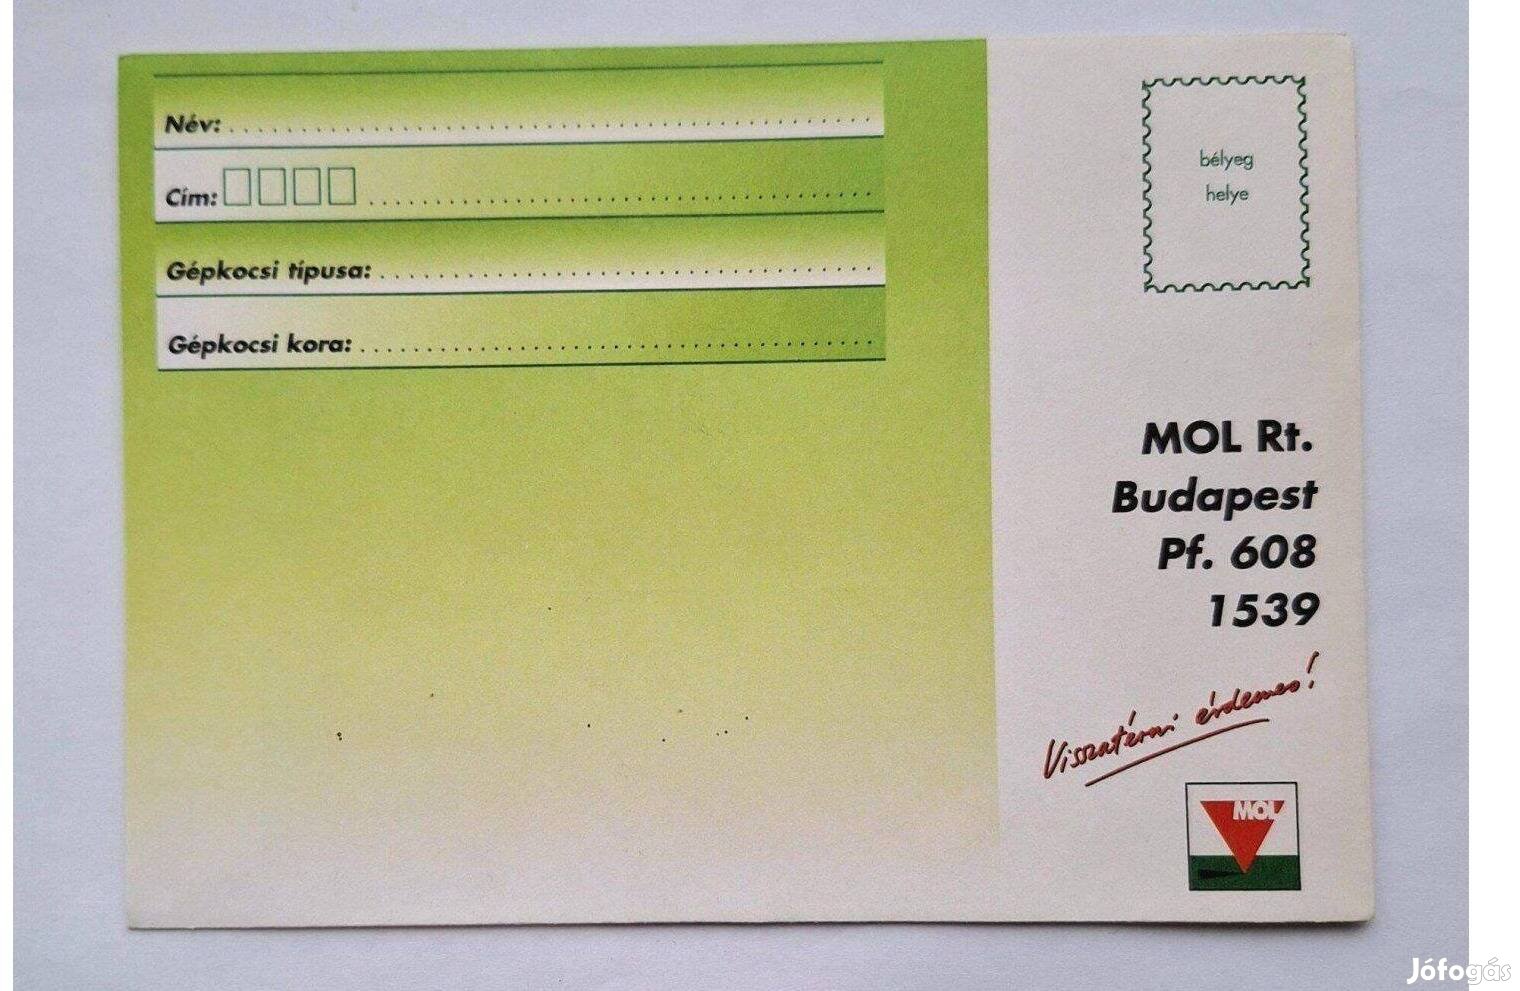 Név:
Cím:
Gépkocsi típusa:
Gépkocsi kora:
bélyeg
helye
MOL Rt.
Budapest
Pf. 608
1539
Visszatérni érdemes!
MOL
Jófogás